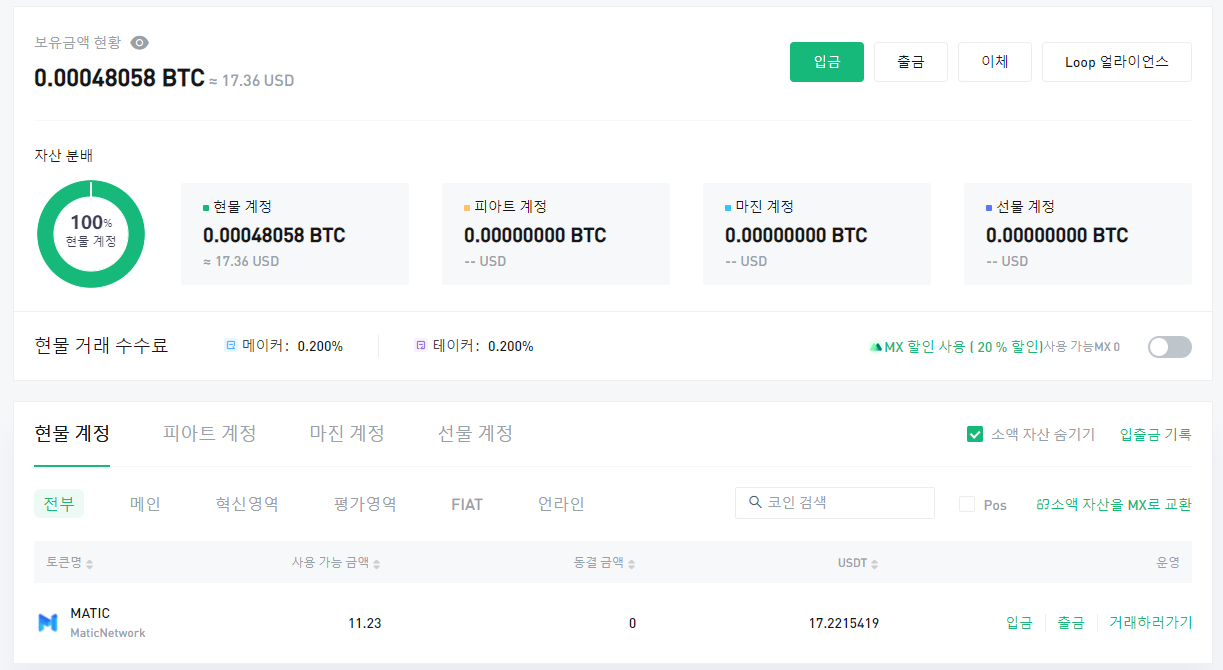 보유금액 현황
0.00048058 BTC ≈ 17.36 USD
입금 출금 이체 Loop 얼라이언스
자산 분배
100%
현물 계정
현물 계정
0.00048058 BTC
≈ 17.36 USD
피아트 계정
0.00000000 BTC
-- USD
마진 계정
0.00000000 BTC
-- USD
선물 계정
0.00000000 BTC
-- USD
현물 거래 수수료 메이커: 0.200% 테이커: 0.200% MX 할인 사용 ( 20 % 할인)사용 가능MX 0
현물 계정 피아트 계정 마진 계정 선물 계정 소액 자산 숨기기 입출금 기록
전부 메인 혁신영역 평가영역 FIAT 언라인 코인 검색 Pos 소액 자산을 MX로 교환
토큰명 사용 가능 금액 동결 금액 USDT 운영
MATIC
MaticNetwork
11.23 0 17.2215419 입금 출금 거래하러가기